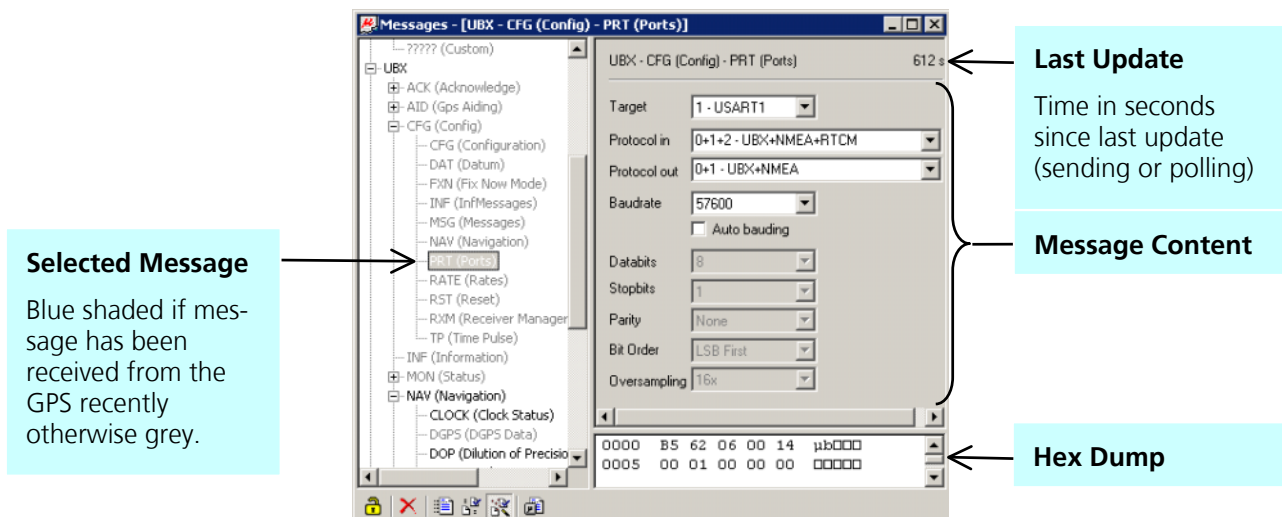 Messages - [UBX - CFG (Config) - PRT (Ports)]
????? (Custom)
UBX
ACK (Acknowledge)
AID (Gps Aiding)
CFG (Config)
CFG (Configuration)
DAT (Datum)
FXN (Fix Now Mode)
INF (InfMessages)
MSG (Messages)
NAV (Navigation)
PRT (Ports)
RATE (Rates)
RST (Reset)
RXM (Receiver Manager
TP (Time Pulse)
INF (Information)
MON (Status)
NAV (Navigation)
CLOCK (Clock Status)
DGPS (DGPS Data)
DOP (Dilution of Precisio
UBX - CFG (Config) - PRT (Ports) 612 s
Target 1 - USART1
Protocol in 0+1+2 - UBX+NMEA+RTCM
Protocol out 0+1 - UBX+NMEA
Baudrate 57600
Auto bauding
Databits 8
Stopbits 1
Parity None
Bit Order LSB First
Oversampling 16x
0000 B5 62 06 00 14 µb□□□
0005 00 01 00 00 00 □□□□□
Selected Message
Blue shaded if mes-
sage has been
received from the
GPS recently
otherwise grey.
Last Update
Time in seconds
since last update
(sending or polling)
Message Content
Hex Dump